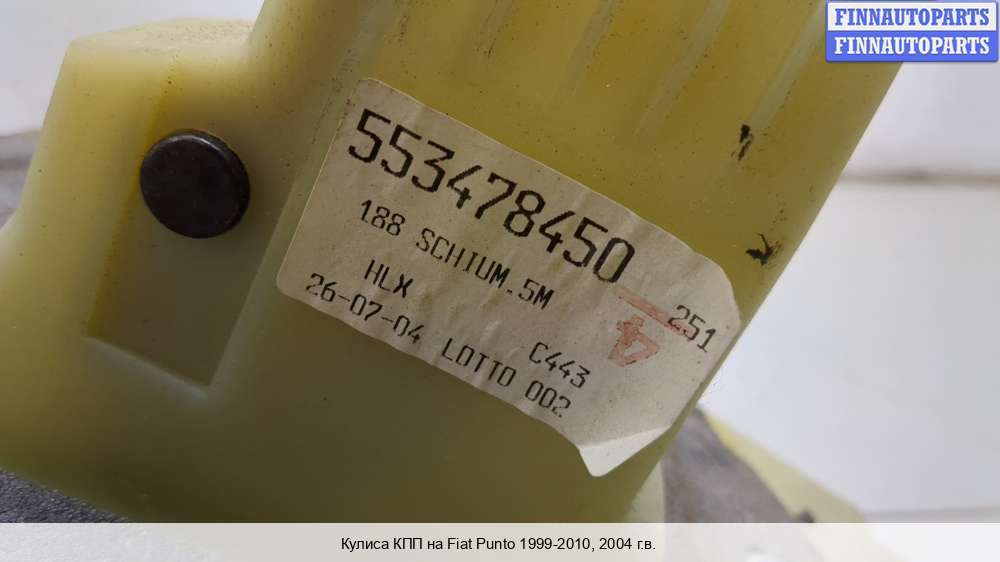 FINNAUTOPARTS
FINNAUTOPARTS
553478450
188 SCHIUM.5M
251
HLX
C443
26-07-04 LOTTO 002
Кулиса КПП на Fiat Punto 1999-2010, 2004 г.в.